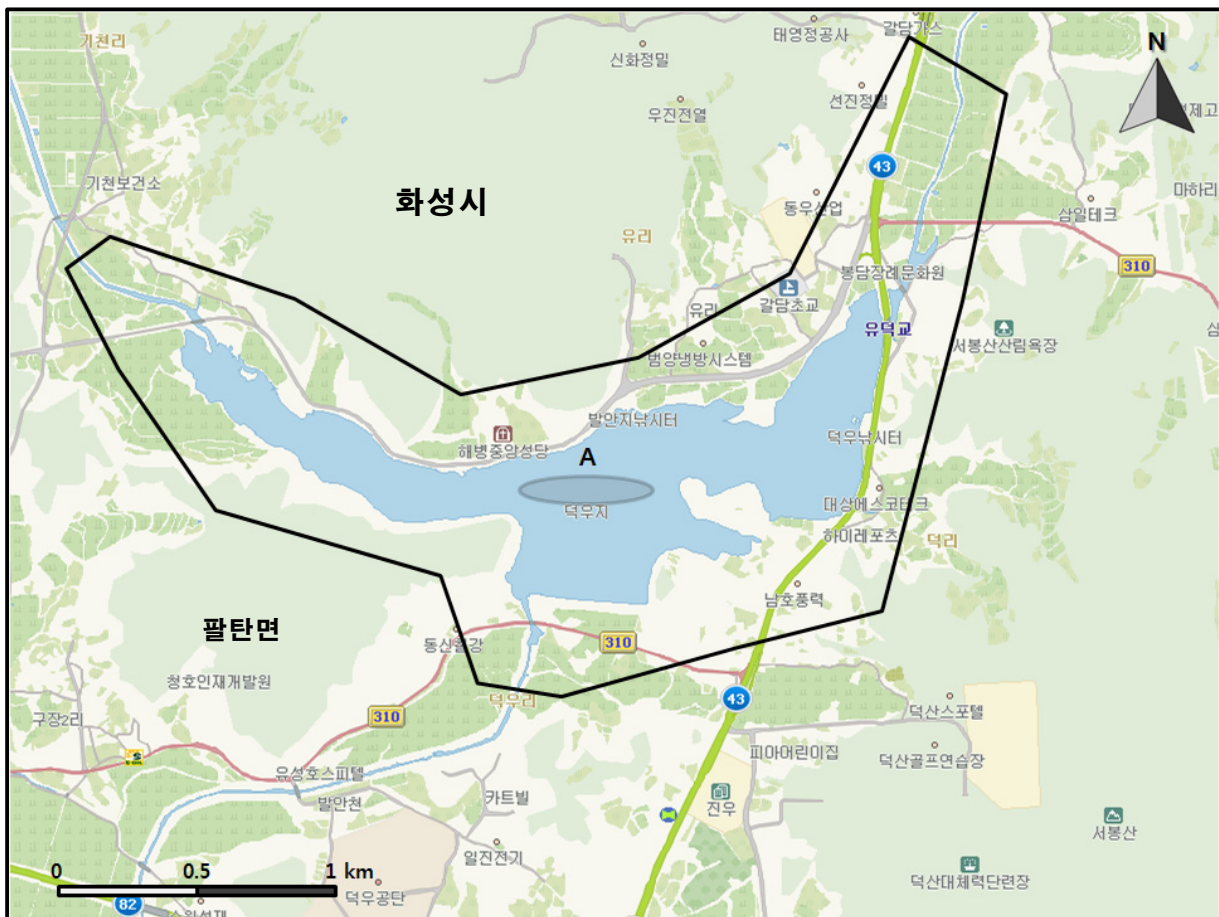 갈담가스
태영정공사
기천리
신화정밀
N
선진정밀
우진전열
43
기천보건소
마하리
화성시
동우산업
삼일테크
유리
310
봉담장례문화원
갈담초교
유리
유덕교
서봉산산림욕장
범양냉방시스템
발안지낚시터
덕우낚시터
해병중앙성당
A
덕우지
대상에스코테크
하이레포츠
덕리
남호풍력
팔탄면
동신철강
310
청호인재개발원
덕우리
43
덕산스포텔
310
구장2리
피아어린이집
덕산골프연습장
유성호스피텔
발안천
카트빌
진우
서봉산
일진전기
0
0.5
1 km
덕산대체력단련장
덕우공단
82